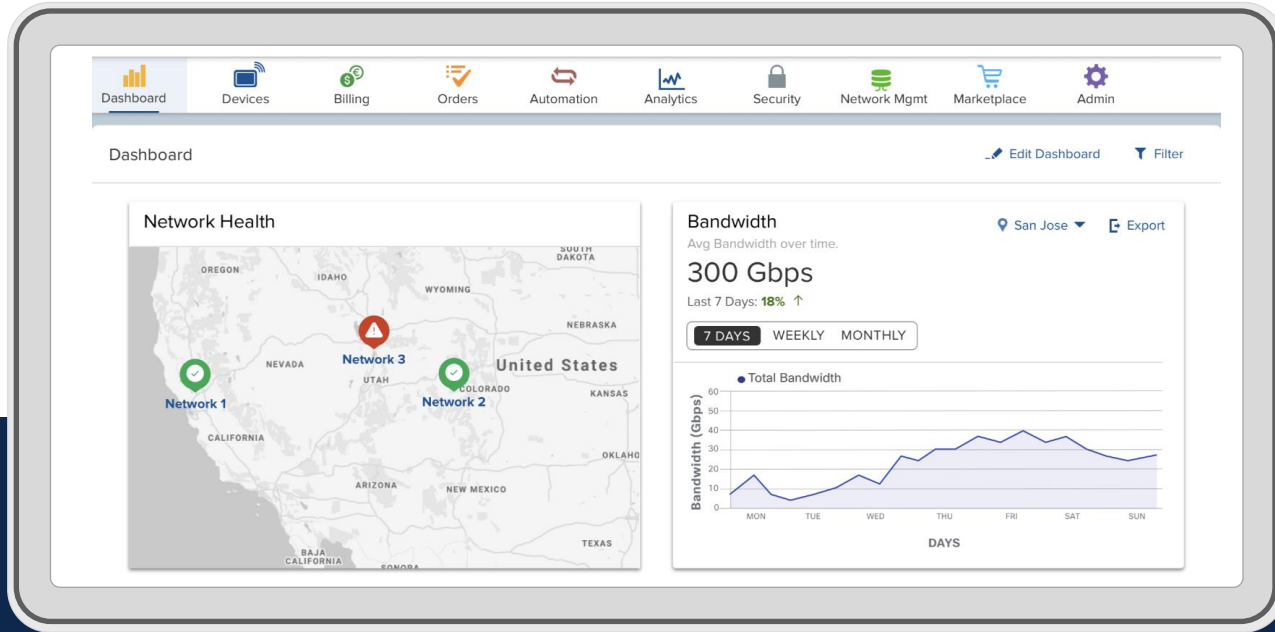 Dashboard
Devices
Billing
Orders
Automation
Analytics
Security
Network Mgmt
Marketplace
Admin
Dashboard
Edit Dashboard
Filter
Network Health
OREGON
IDAHO
SOUTH
DAKOTA
WYOMING
NEBRASKA
NEVADA
Network 3
UTAH
United States
COLORADO
KANSAS
Network 1
Network 2
CALIFORNIA
OKLAHO
ARIZONA
NEW MEXICO
TEXAS
BAJA
CALIFORNIA
SONORA
Bandwidth
San Jose
Export
Avg Bandwidth over time.
300 Gbps
Last 7 Days: 18% ↑
7 DAYS WEEKLY MONTHLY
Total Bandwidth
Bandwidth (Gbps)
60
50
40
30
20
10
0
MON TUE WED THU FRI SAT SUN
DAYS